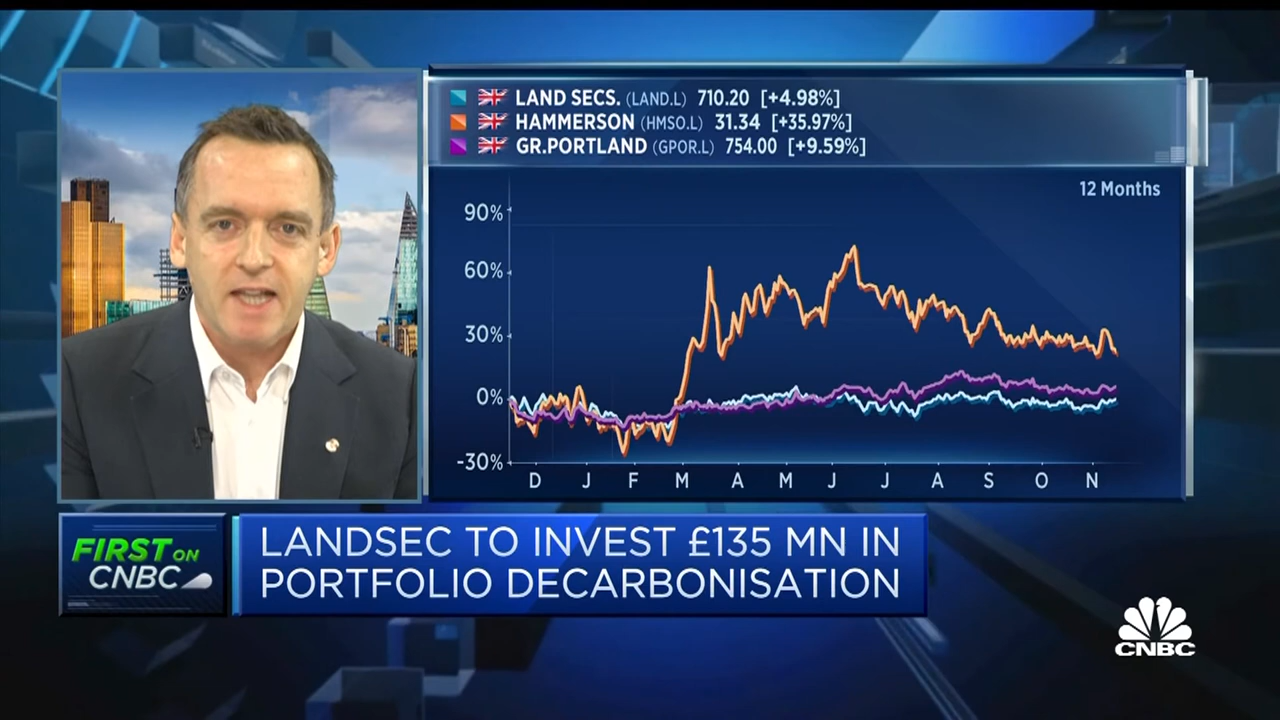 LAND SECS. (LAND.L) 710.20 [+4.98%]
HAMMERSON (HMSO.L) 31.34 [+35.97%]
GR.PORTLAND (GPOR.L) 754.00 [+9.59%]
12 Months
90%
60%
30%
0%
-30%
D J F M A M J J A S O N
FIRST ON
CNBC
LANDSEC TO INVEST £135 MN IN
PORTFOLIO DECARBONISATION
CNBC